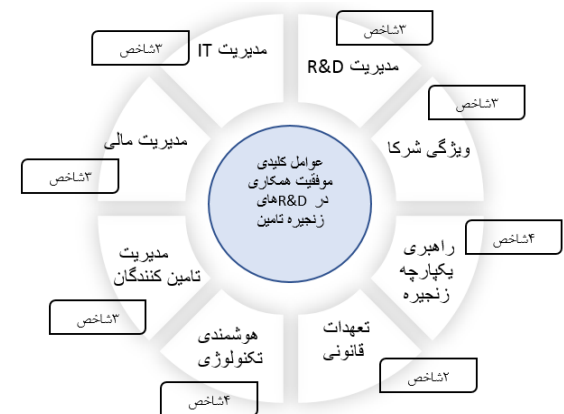 عوامل کلیدی
موفقیت همکاری
در R&Dهای
زنجیره تامین
مدیریت R&D
۳شاخص
ویژگی شرکا
۳شاخص
راهبری
یکپارچه
زنجیره
۴شاخص
تعهدات
قانونی
۲شاخص
هوشمندی
تکنولوژی
۴شاخص
مدیریت
تامین کنندگان
۳شاخص
مدیریت مالی
۳شاخص
مدیریت IT
۳شاخص